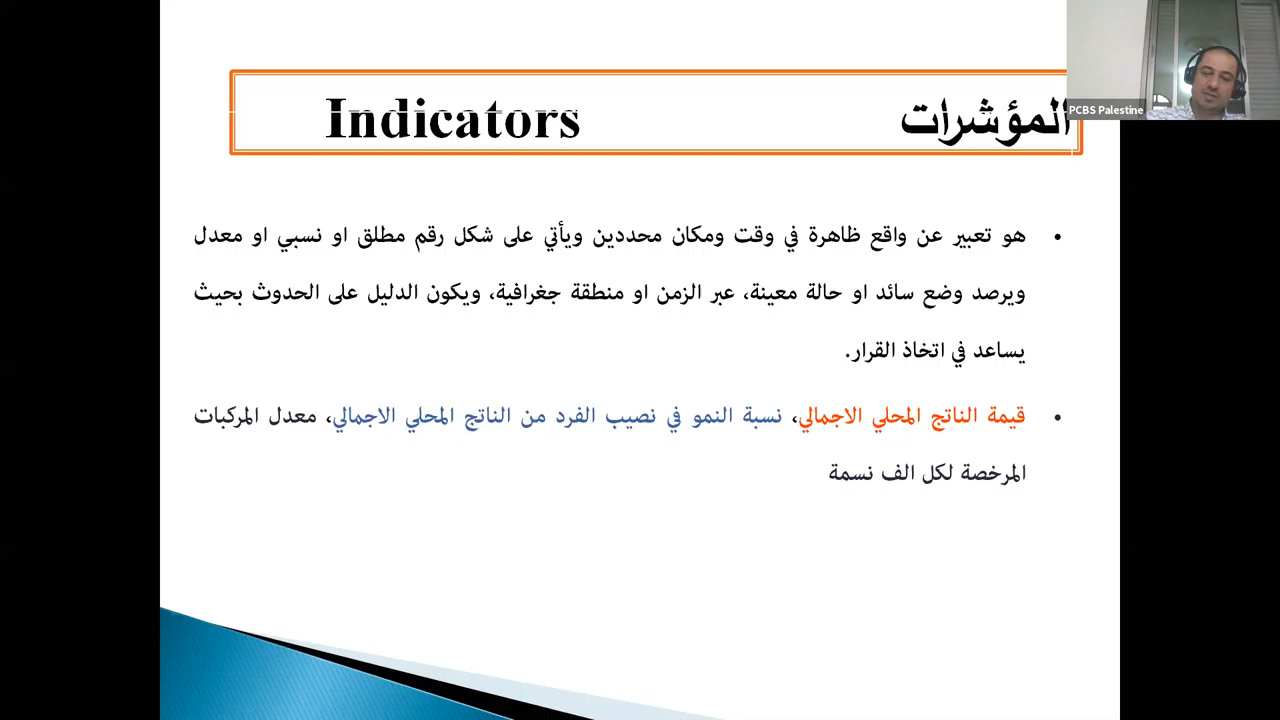 المؤشرات Indicators
PCBS Palestine
• هو تعبير عن واقع ظاهرة في وقت ومكان محددين ويأتي على شكل رقم مطلق او نسبي او معدل
ويرصد وضع سائد او حالة معينة، عبر الزمن او منطقة جغرافية، ويكون الدليل على الحدوث بحيث
يساعد في اتخاذ القرار.
• قيمة الناتج المحلي الاجمالي، نسبة النمو في نصيب الفرد من الناتج المحلي الاجمالي، معدل المركبات
المرخصة لكل الف نسمة